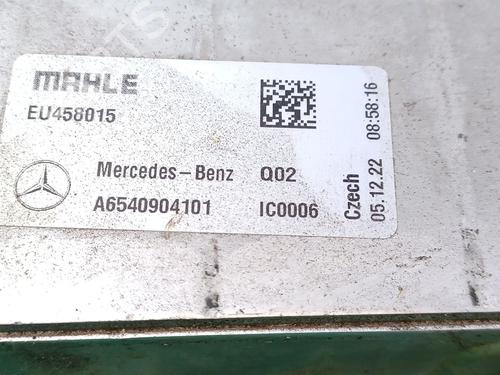 MAHLE
EU458015
Mercedes-Benz Q02
A6540904101 IC0006
Czech
05.12.22 08:58:16